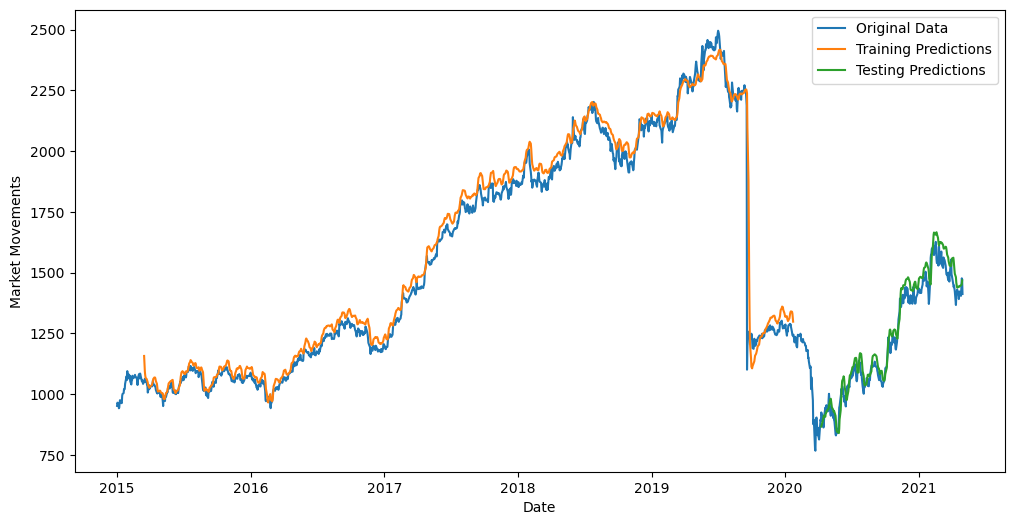 Original Data
Training Predictions
Testing Predictions
Market Movements
2500
2250
2000
1750
1500
1250
1000
750
2015 2016 2017 2018 2019 2020 2021
Date